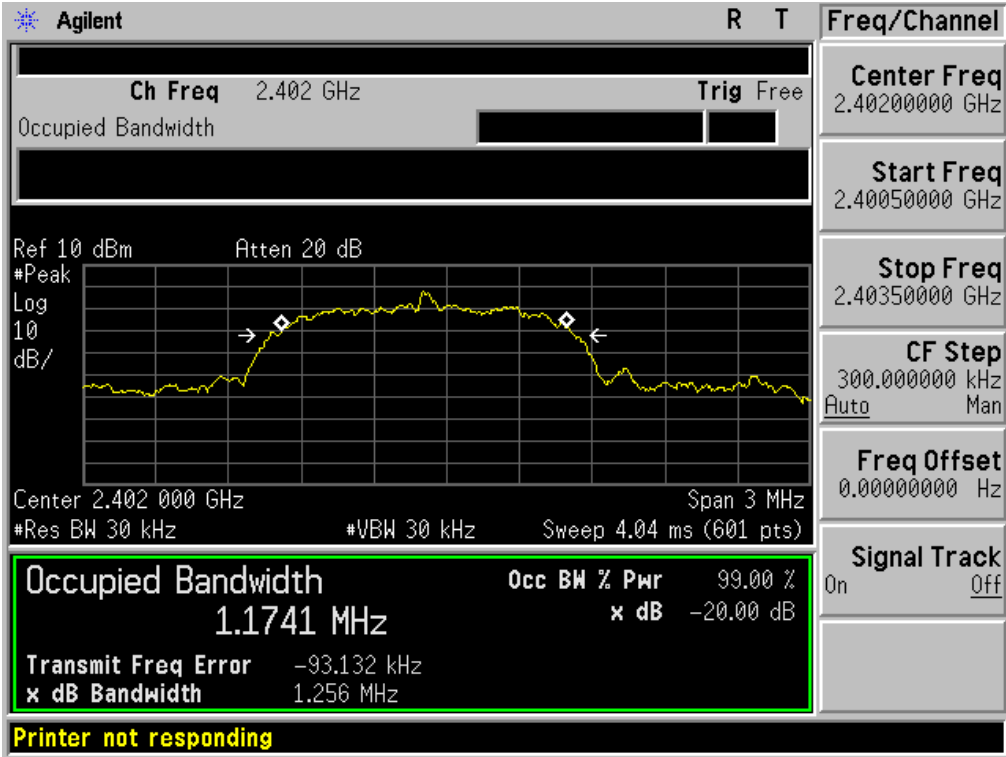 Agilent R T Freq/Channel
Ch Freq 2.402 GHz Trig Free
Occupied Bandwidth
Center Freq
2.40200000 GHz
Start Freq
2.40050000 GHz
Stop Freq
2.40350000 GHz
CF Step
300.000000 kHz
Auto Man
Freq Offset
0.00000000 Hz
Signal Track
On Off
Ref 10 dBm Atten 20 dB
#Peak
Log
10
dB/
Center 2.402 000 GHz Span 3 MHz
#Res BW 30 kHz #VBW 30 kHz Sweep 4.04 ms (601 pts)
Occupied Bandwidth Occ BW % Pwr 99.00 %
1.1741 MHz x dB -20.00 dB
Transmit Freq Error -93.132 kHz
x dB Bandwidth 1.256 MHz
Printer not responding